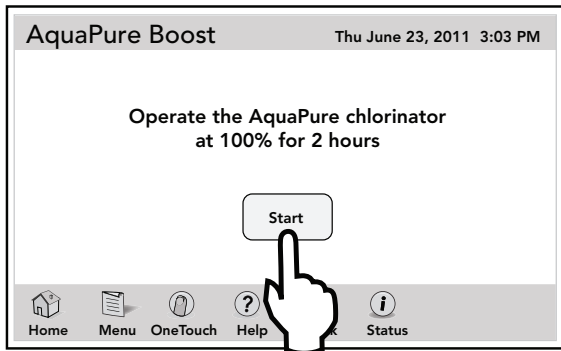 AquaPure Boost
Thu June 23, 2011 3:03 PM
Operate the AquaPure chlorinator
at 100% for 2 hours
Start
?
i
Home Menu OneTouch Help Status